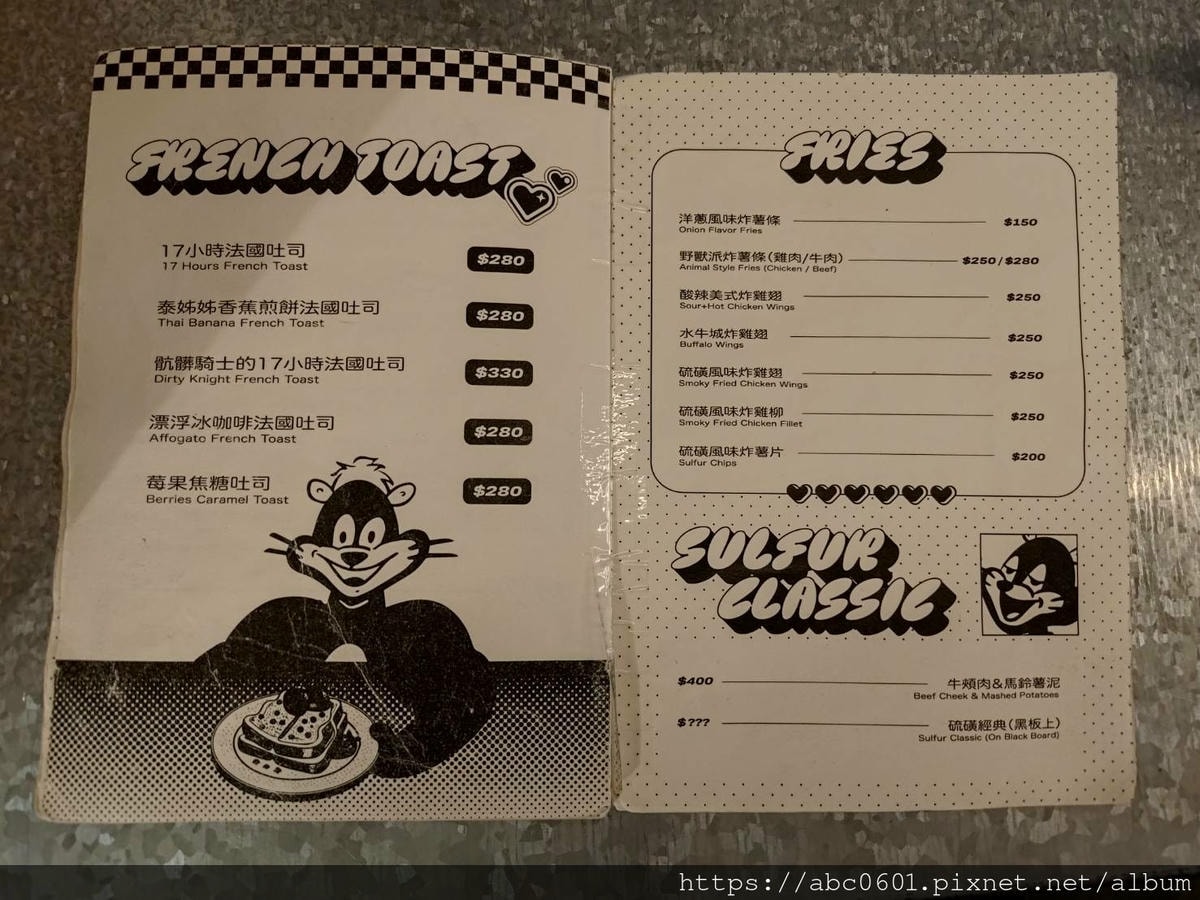 FRENCH TOAST
17小時法國吐司 $280
17 Hours French Toast
泰姊姊香蕉煎餅法國吐司 $280
Thai Banana French Toast
骯髒騎士的17小時法國吐司 $330
Dirty Knight French Toast
漂浮冰咖啡法國吐司 $280
Affogato French Toast
莓果焦糖吐司 $280
Berries Caramel Toast
FRIES
洋蔥風味炸薯條 $150
Onion Flavor Fries
野獸派炸薯條(雞肉/牛肉) $250/$280
Animal Style Fries (Chicken / Beef)
酸辣美式炸雞翅 $250
Sour+Hot Chicken Wings
水牛城炸雞翅 $250
Buffalo Wings
硫磺風味炸雞翅 $250
Smoky Fried Chicken Wings
硫磺風味炸雞柳 $250
Smoky Fried Chicken Fillet
硫磺風味炸薯片 $200
Sulfur Chips
SULFUR
CLASSIC
$400 牛頰肉&馬鈴薯泥
Beef Cheek & Mashed Potatoes
$??? 硫磺經典(黑板上)
Sulfur Classic (On Black Board)
https://abc0601.pixnet.net/album